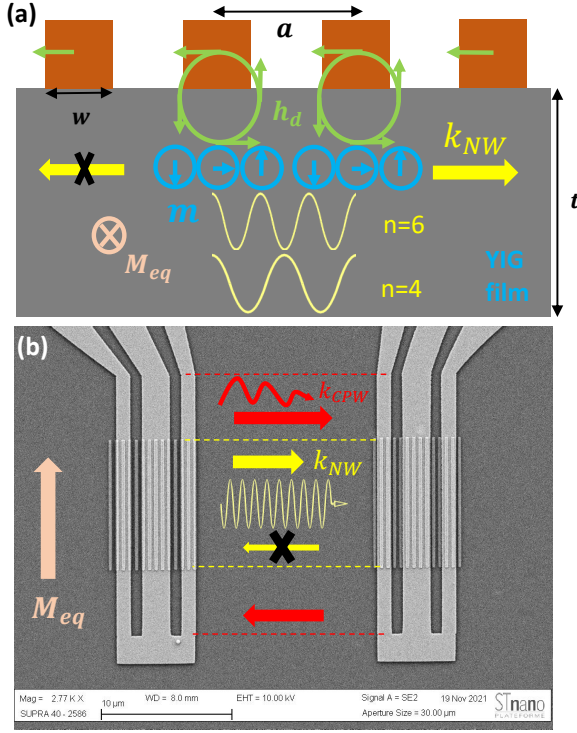 (a)
a
w
h_d
k_NW
t
m
M_eq
n=6
n=4
YIG
film
(b)
k_CPW
k_NW
M_eq
Mag = 2.77 K X
10 µm
WD = 8.0 mm
EHT = 10.00 kV
Signal A = SE2
19 Nov 2021
STnano
SUPRA 40 - 2586
Aperture Size = 30.00 µm
PLATEFORME